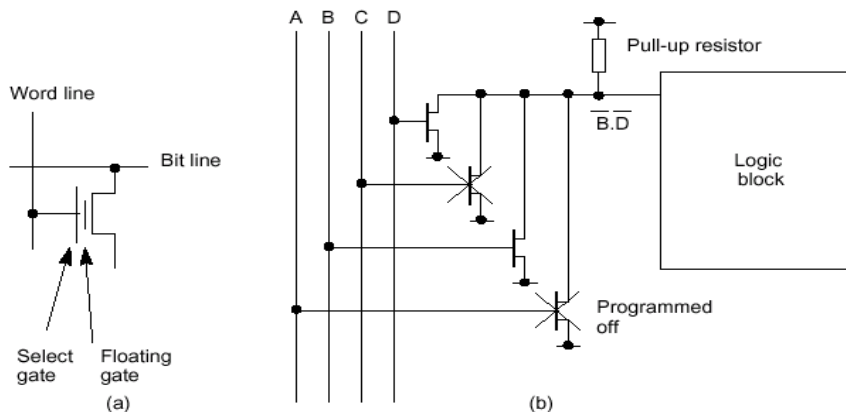 Word line
Bit line
Select
gate
Floating
gate
(a)
A B C D
Pull-up resistor
B̅.D̅
Logic
block
Programmed
off
(b)